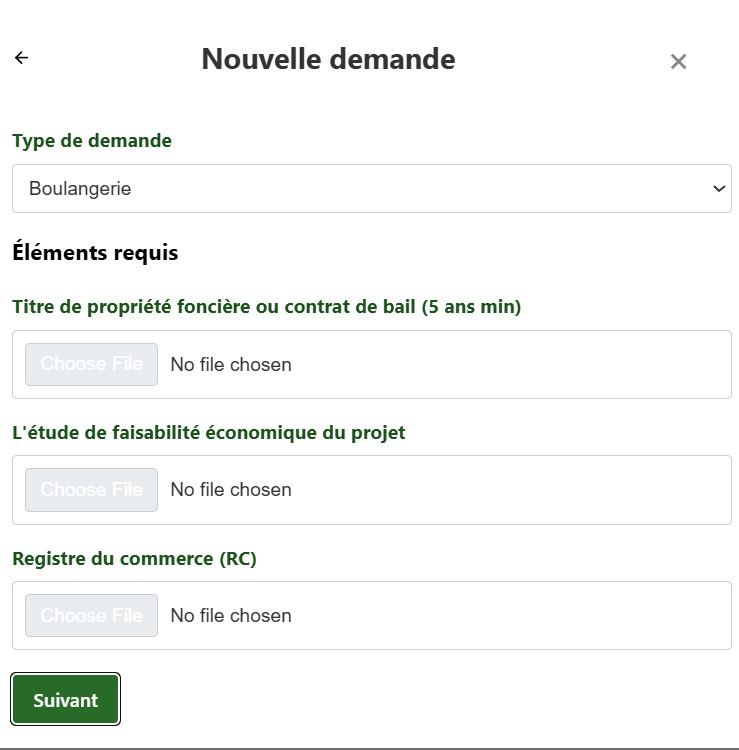 Nouvelle demande
Type de demande
Boulangerie
Éléments requis
Titre de propriété foncière ou contrat de bail (5 ans min)
Choose File No file chosen
L'étude de faisabilité économique du projet
Choose File No file chosen
Registre du commerce (RC)
Choose File No file chosen
Suivant